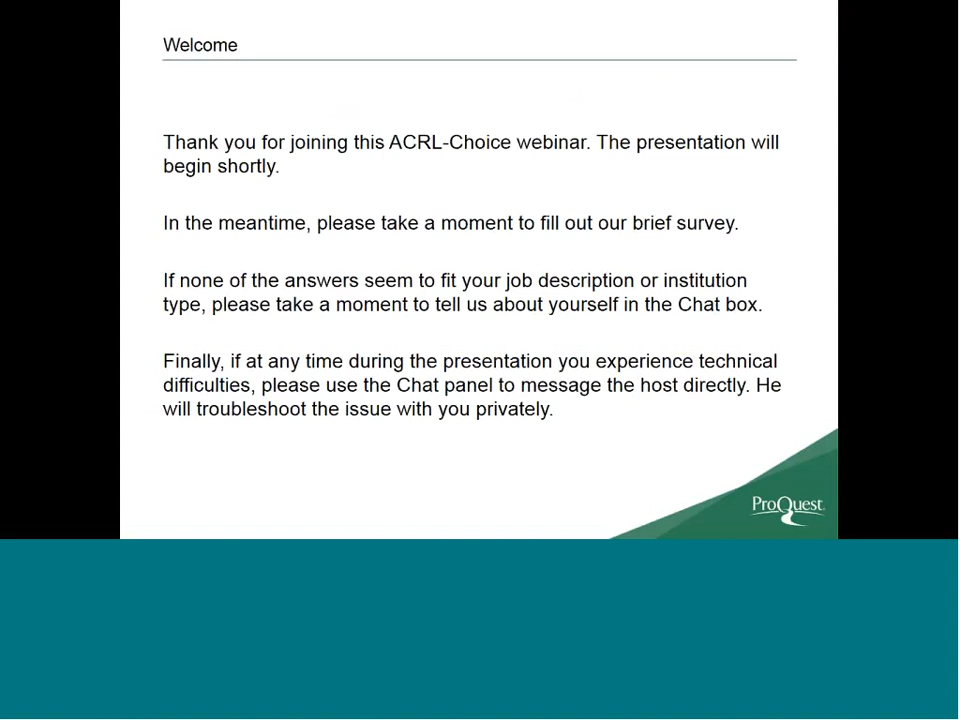 Welcome
Thank you for joining this ACRL-Choice webinar. The presentation will
begin shortly.
In the meantime, please take a moment to fill out our brief survey.
If none of the answers seem to fit your job description or institution
type, please take a moment to tell us about yourself in the Chat box.
Finally, if at any time during the presentation you experience technical
difficulties, please use the Chat panel to message the host directly. He
will troubleshoot the issue with you privately.
ProQuest